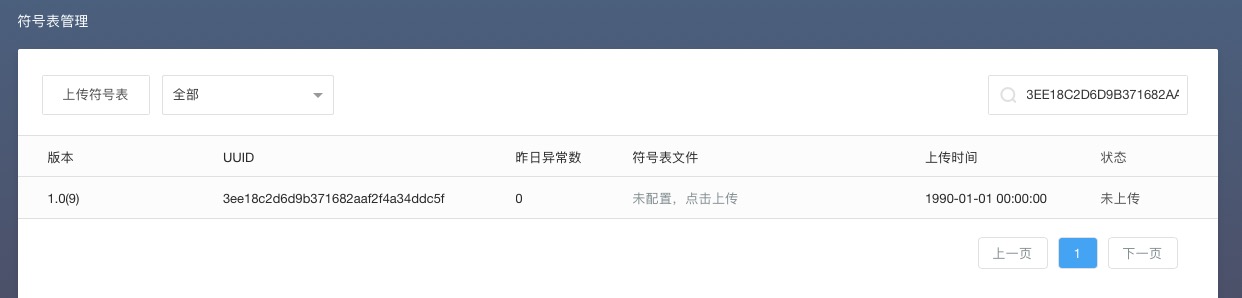 符号表管理
上传符号表 全部 3EE18C2D6D9B371682AA
版本 UUID 昨日异常数 符号表文件 上传时间 状态
1.0(9) 3ee18c2d6d9b371682aaf2f4a34ddc5f 0 未配置，点击上传 1990-01-01 00:00:00 未上传
上一页 1 下一页